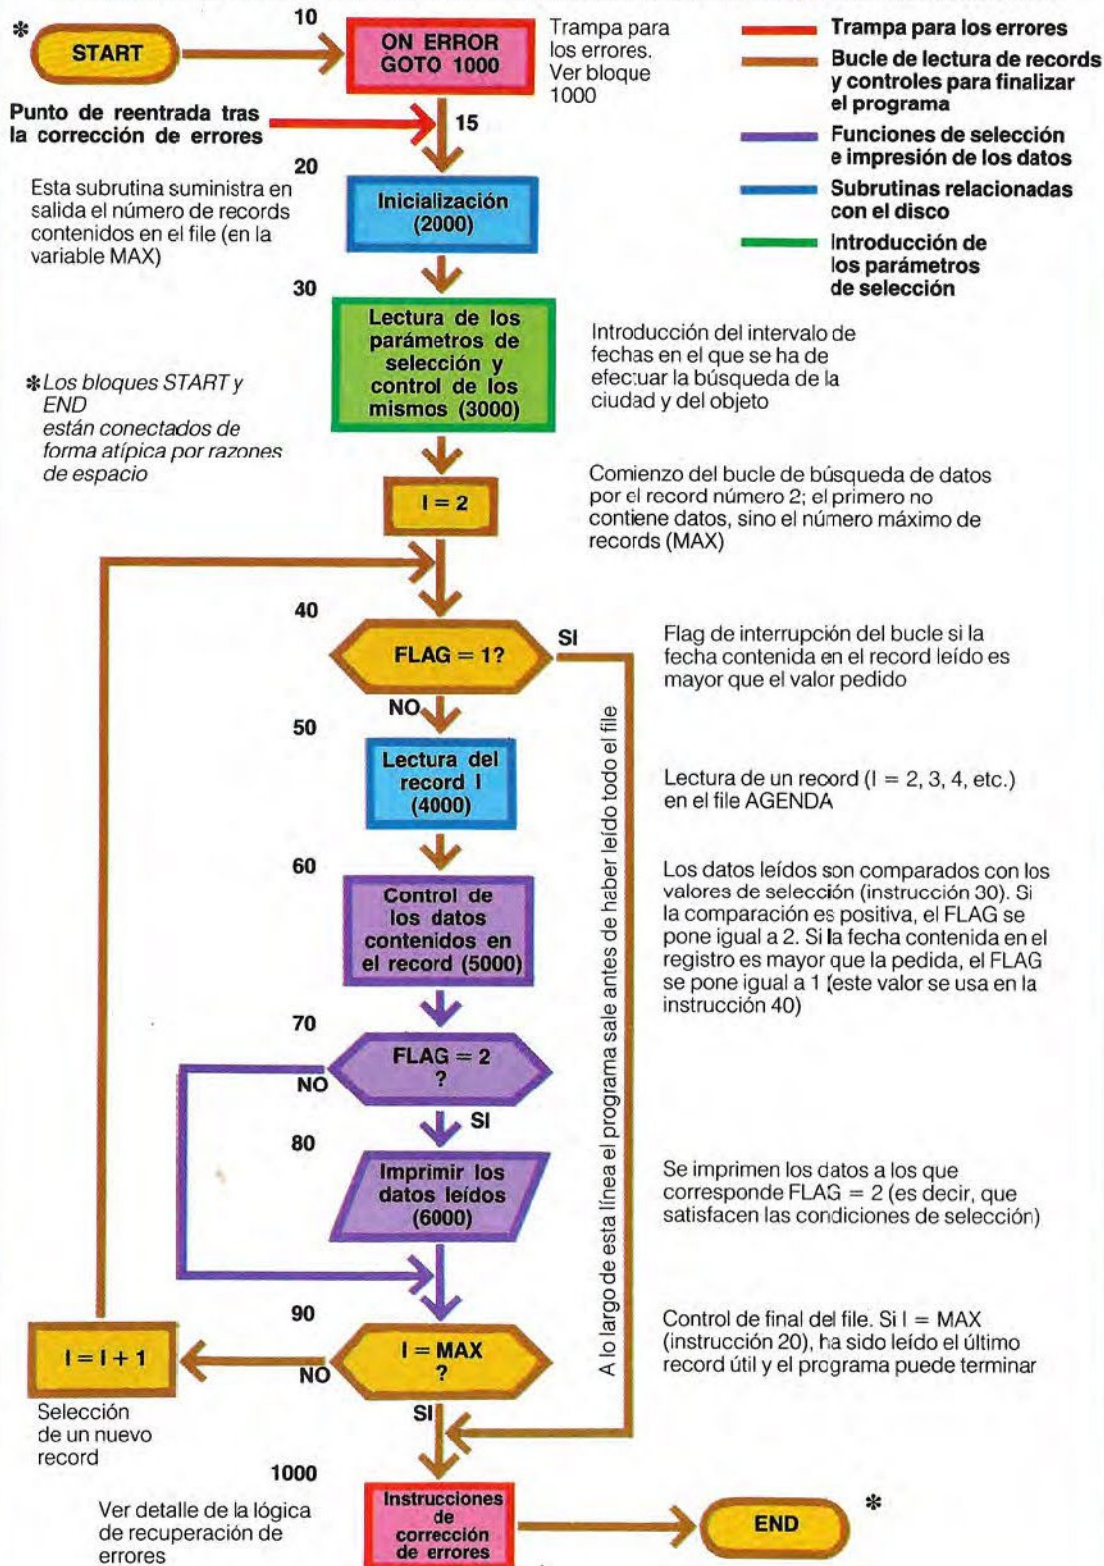 *
START
10
ON ERROR
GOTO 1000
Trampa para
los errores.
Ver bloque
1000
Trampa para los errores
Bucle de lectura de records
y controles para finalizar
el programa
Funciones de selección
e impresión de los datos
Subrutinas relacionadas
con el disco
Introducción de
los parámetros
de selección
Punto de reentrada tras
la corrección de errores
15
20
Inicialización
(2000)
Esta subrutina suministra en
salida el número de records
contenidos en el file (en la
variable MAX)
30
Lectura de los
parámetros de
selección y
control de los
mismos (3000)
Introducción del intervalo de
fechas en el que se ha de
efectuar la búsqueda de la
ciudad y del objeto
* Los bloques START y
END
están conectados de
forma atípica por razones
de espacio
I = 2
Comienzo del bucle de búsqueda de datos
por el record número 2; el primero no
contiene datos, sino el número máximo de
records (MAX)
40
FLAG = 1?
SI
NO
Flag de interrupción del bucle si la
fecha contenida en el record leído es
mayor que el valor pedido
50
Lectura del
record I
(4000)
Lectura de un record (I = 2, 3, 4, etc.)
en el file AGENDA
60
Control de
los datos
contenidos en
el record (5000)
Los datos leídos son comparados con los
valores de selección (instrucción 30). Si
la comparación es positiva, el FLAG se
pone igual a 2. Si la fecha contenida en el
registro es mayor que la pedida, el FLAG
se pone igual a 1 (este valor se usa en la
instrucción 40)
A lo largo de esta línea el programa sale antes de haber leído todo el file
70
FLAG = 2
?
NO
SI
80
Imprimir los
datos leídos
(6000)
Se imprimen los datos a los que
corresponde FLAG = 2 (es decir, que
satisfacen las condiciones de selección)
90
I = MAX
?
NO
SI
Control de final del file. Si I = MAX
(instrucción 20), ha sido leído el último
record útil y el programa puede terminar
I = I + 1
Selección
de un nuevo
record
1000
Instrucciones
de
corrección
de errores
Ver detalle de la lógica
de recuperación de
errores
END
*